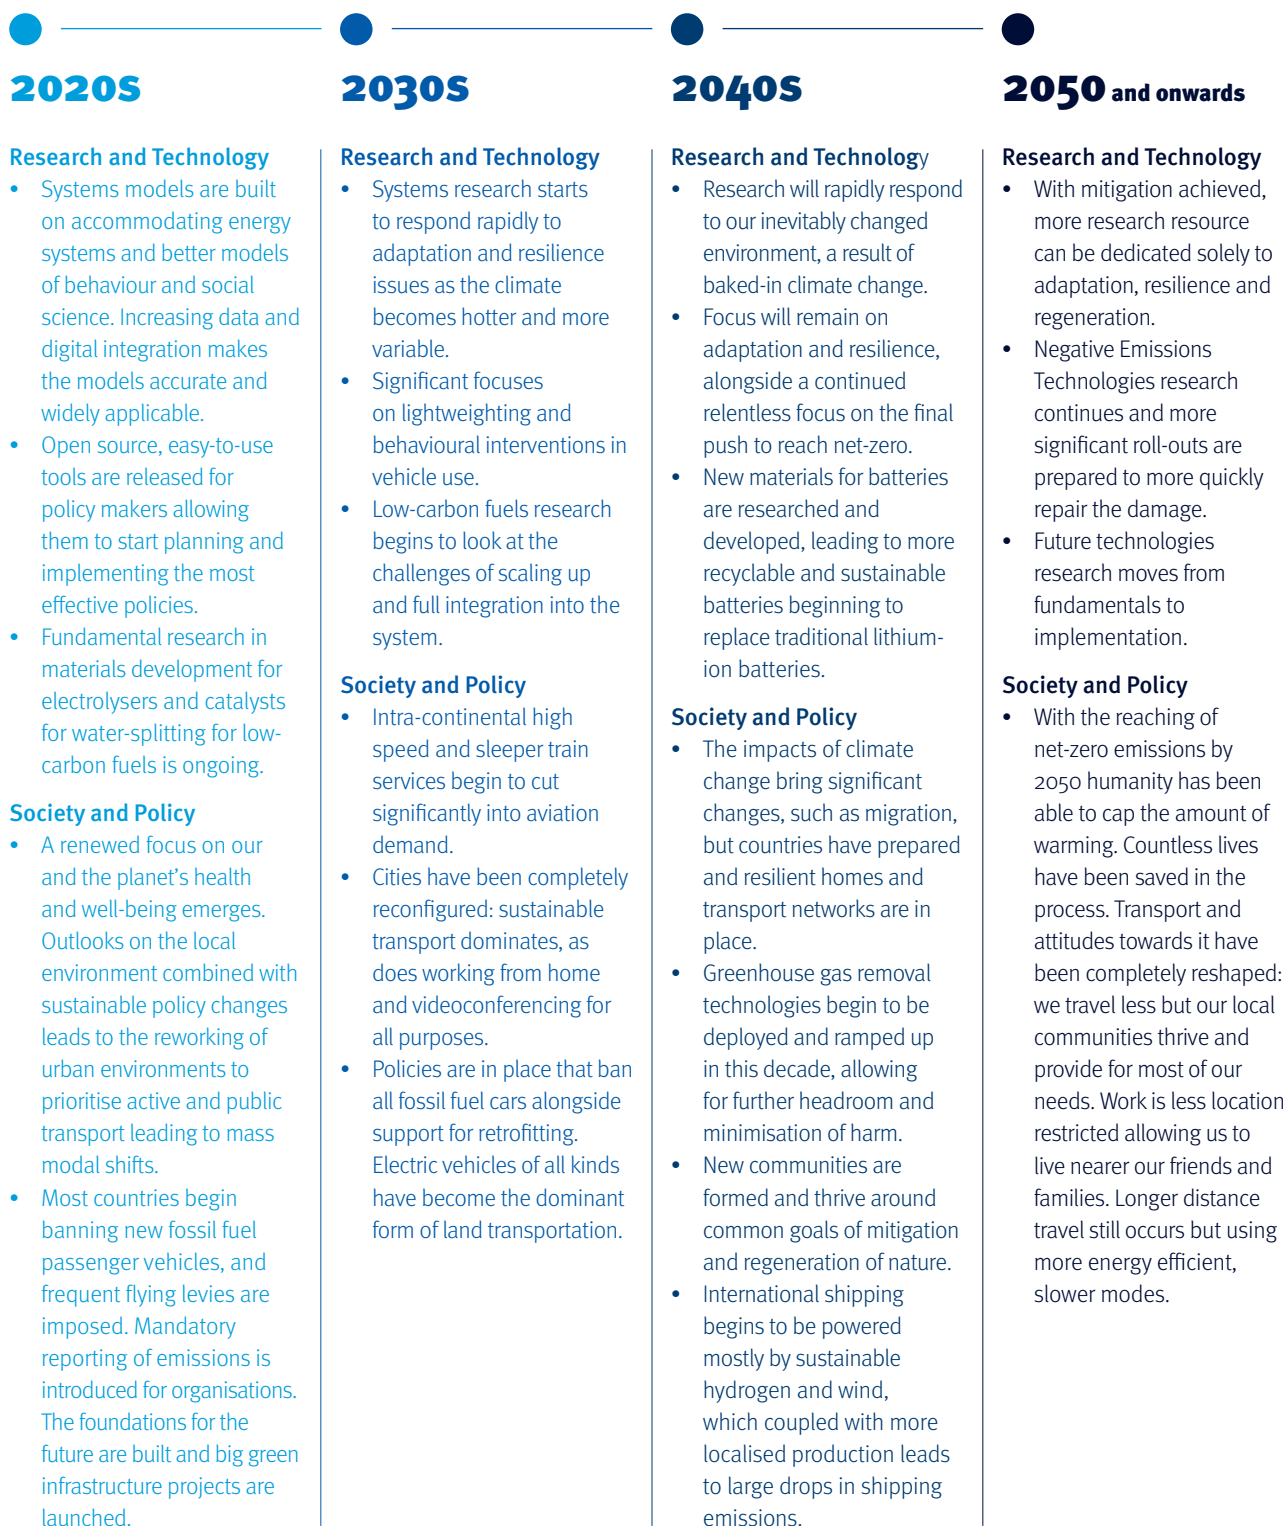 2020s
Research and Technology
• Systems models are built
on accommodating energy
systems and better models
of behaviour and social
science. Increasing data and
digital integration makes
the models accurate and
widely applicable.
• Open source, easy-to-use
tools are released for
policy makers allowing
them to start planning and
implementing the most
effective policies.
• Fundamental research in
materials development for
electrolysers and catalysts
for water-splitting for low-
carbon fuels is ongoing.
Society and Policy
• A renewed focus on our
and the planet's health
and well-being emerges.
Outlooks on the local
environment combined with
sustainable policy changes
leads to the reworking of
urban environments to
prioritise active and public
transport leading to mass
modal shifts.
• Most countries begin
banning new fossil fuel
passenger vehicles, and
frequent flying levies are
imposed. Mandatory
reporting of emissions is
introduced for organisations.
The foundations for the
future are built and big green
infrastructure projects are
launched.
2030s
Research and Technology
• Systems research starts
to respond rapidly to
adaptation and resilience
issues as the climate
becomes hotter and more
variable.
• Significant focuses
on lightweighting and
behavioural interventions in
vehicle use.
• Low-carbon fuels research
begins to look at the
challenges of scaling up
and full integration into the
system.
Society and Policy
• Intra-continental high
speed and sleeper train
services begin to cut
significantly into aviation
demand.
• Cities have been completely
reconfigured: sustainable
transport dominates, as
does working from home
and videoconferencing for
all purposes.
• Policies are in place that ban
all fossil fuel cars alongside
support for retrofitting.
Electric vehicles of all kinds
have become the dominant
form of land transportation.
2040s
Research and Technology
• Research will rapidly respond
to our inevitably changed
environment, a result of
baked-in climate change.
• Focus will remain on
adaptation and resilience,
alongside a continued
relentless focus on the final
push to reach net-zero.
• New materials for batteries
are researched and
developed, leading to more
recyclable and sustainable
batteries beginning to
replace traditional lithium-
ion batteries.
Society and Policy
• The impacts of climate
change bring significant
changes, such as migration,
but countries have prepared
and resilient homes and
transport networks are in
place.
• Greenhouse gas removal
technologies begin to be
deployed and ramped up
in this decade, allowing
for further headroom and
minimisation of harm.
• New communities are
formed and thrive around
common goals of mitigation
and regeneration of nature.
• International shipping
begins to be powered
mostly by sustainable
hydrogen and wind,
which coupled with more
localised production leads
to large drops in shipping
emissions.
2050 and onwards
Research and Technology
• With mitigation achieved,
more research resource
can be dedicated solely to
adaptation, resilience and
regeneration.
• Negative Emissions
Technologies research
continues and more
significant roll-outs are
prepared to more quickly
repair the damage.
• Future technologies
research moves from
fundamentals to
implementation.
Society and Policy
• With the reaching of
net-zero emissions by
2050 humanity has been
able to cap the amount of
warming. Countless lives
have been saved in the
process. Transport and
attitudes towards it have
been completely reshaped:
we travel less but our local
communities thrive and
provide for most of our
needs. Work is less location
restricted allowing us to
live nearer our friends and
families. Longer distance
travel still occurs but using
more energy efficient,
slower modes.